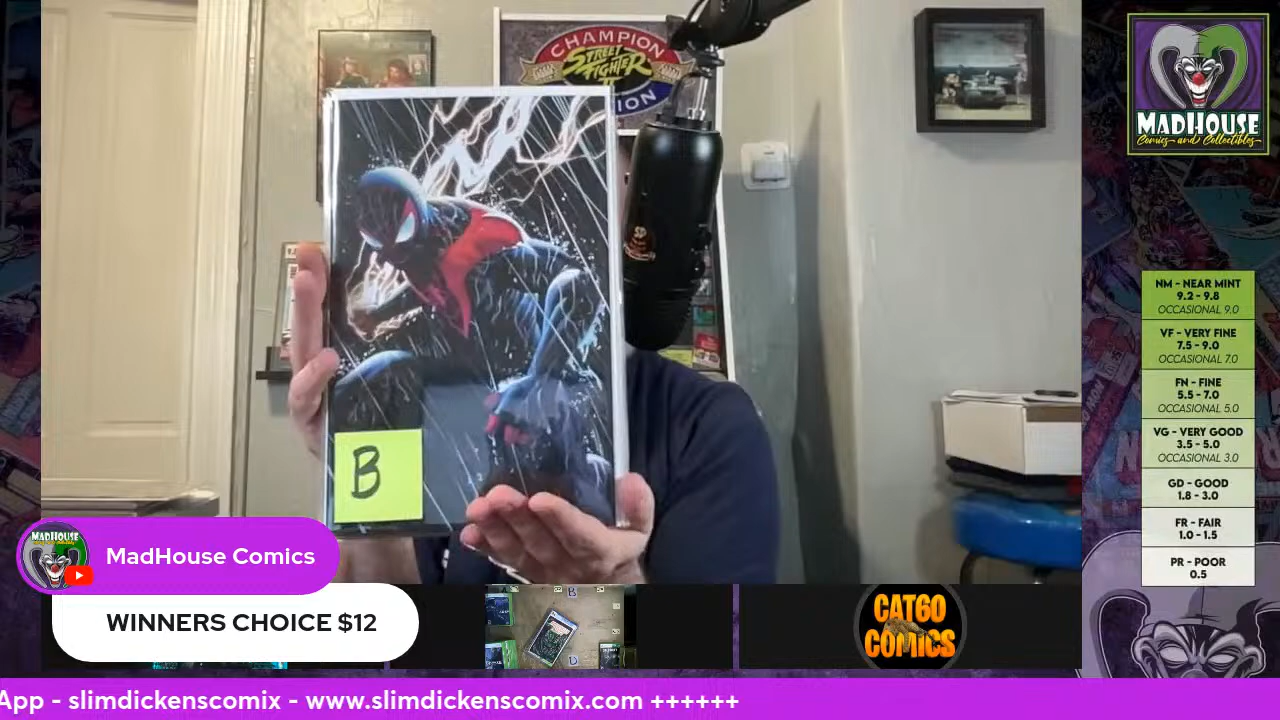 CHAMPION
STREET
FIGHTER
II
B
MADHOUSE
Comics and Collectibles
NM - NEAR MINT
9.2 - 9.8
OCCASIONAL 9.0
VF - VERY FINE
7.5 - 9.0
OCCASIONAL 7.0
FN - FINE
5.5 - 7.0
OCCASIONAL 5.0
VG - VERY GOOD
3.5 - 5.0
OCCASIONAL 3.0
GD - GOOD
1.8 - 3.0
FR - FAIR
1.0 - 1.5
PR - POOR
0.5
MADHOUSE
MadHouse Comics
WINNERS CHOICE $12
B
D
CAT60
COMICS
App - slimdickenscomix - www.slimdickenscomix.com ++++++